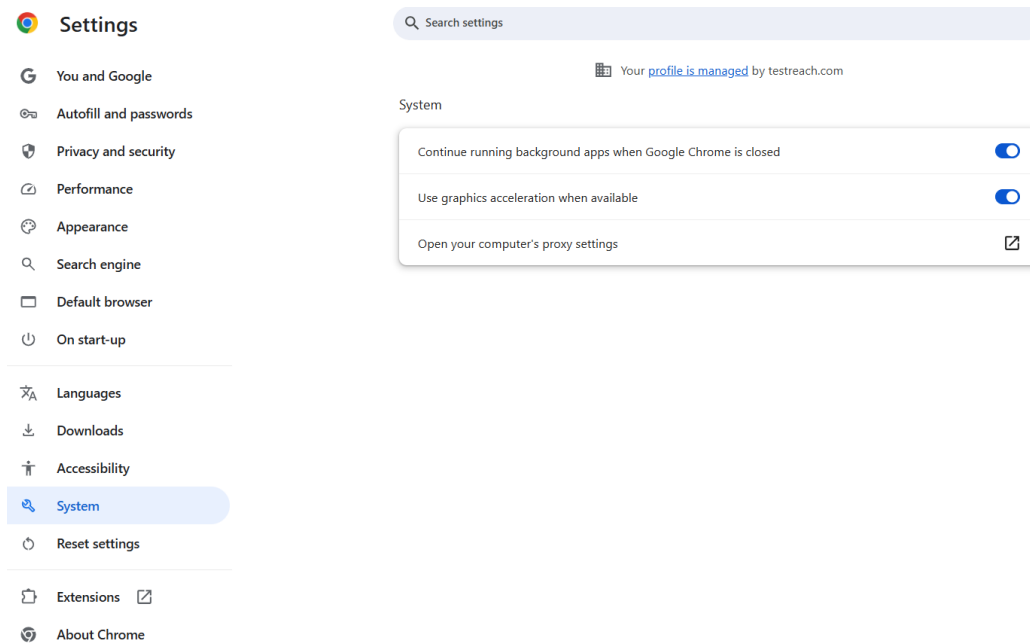 Settings
You and Google
Autofill and passwords
Privacy and security
Performance
Appearance
Search engine
Default browser
On start-up
Languages
Downloads
Accessibility
System
Reset settings
Extensions
About Chrome
Search settings
Your profile is managed by testreach.com
System
Continue running background apps when Google Chrome is closed
Use graphics acceleration when available
Open your computer's proxy settings